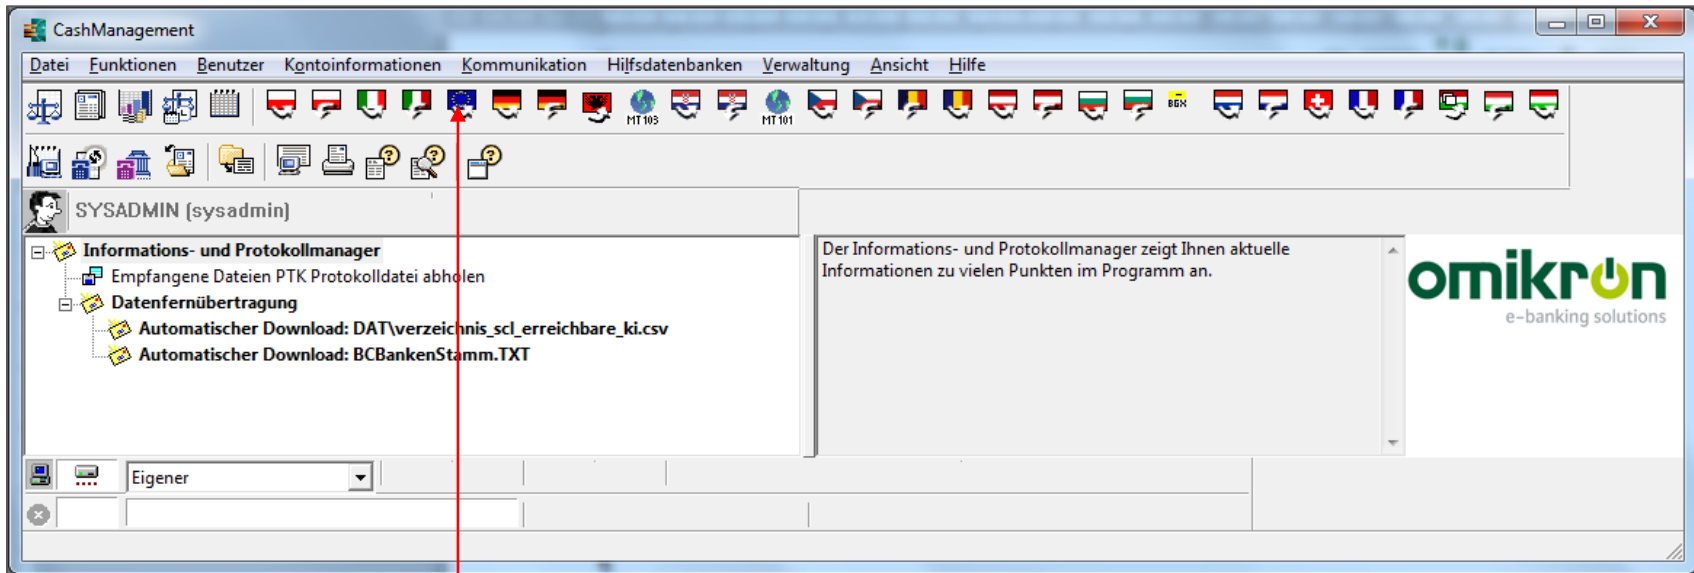 CashManagement
Datei Funktionen Benutzer Kontoinformationen Kommunikation Hilfsdatenbanken Verwaltung Ansicht Hilfe
MT103 MT101 BGX
SYSADMIN (sysadmin)
Informations- und Protokollmanager
Empfangene Dateien PTK Protokolldatei abholen
Datenfernübertragung
Automatischer Download: DAT\verzeichnis_scl_erreichbare_ki.csv
Automatischer Download: BCBankenStamm.TXT
Der Informations- und Protokollmanager zeigt Ihnen aktuelle
Informationen zu vielen Punkten im Programm an.
omikron
e-banking solutions
Eigener